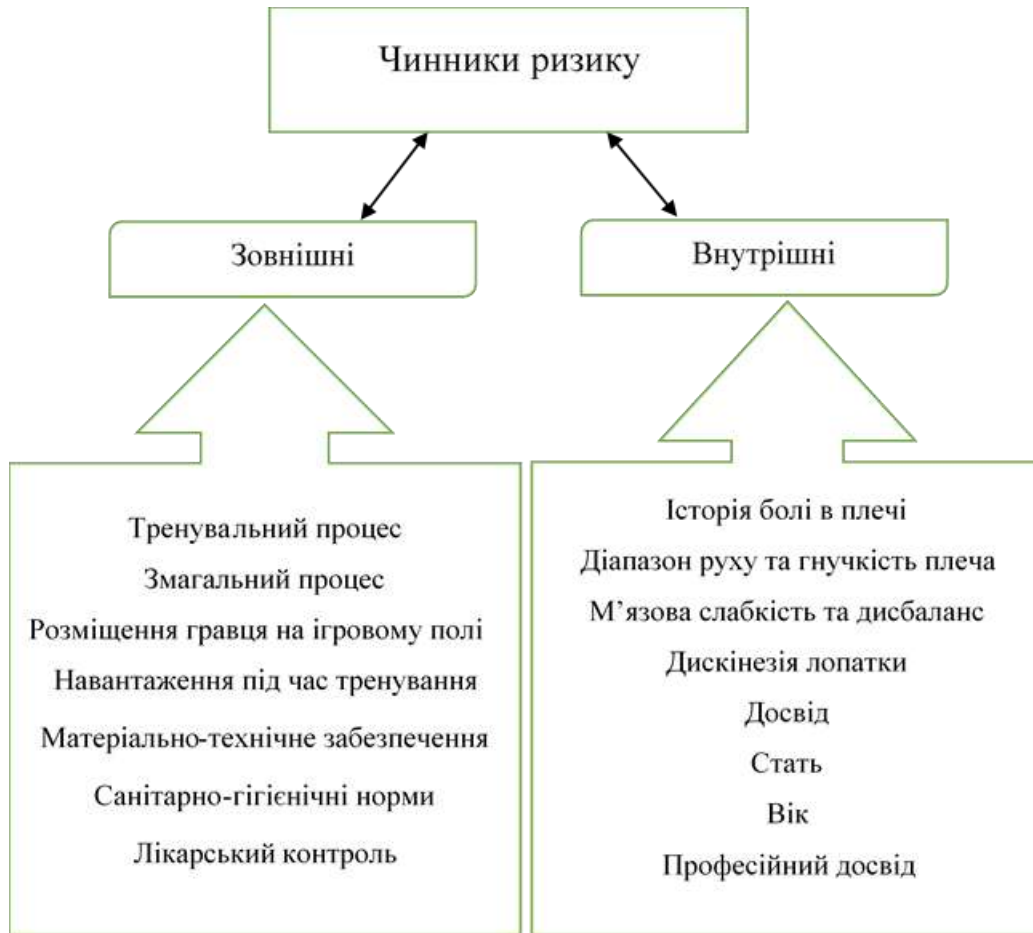 Чинники ризику
Зовнішні
Внутрішні
Тренувальний процес
Змагальний процес
Розміщення гравця на ігровому полі
Навантаження під час тренування
Матеріально-технічне забезпечення
Санітарно-гігієнічні норми
Лікарський контроль
Історія болі в плечі
Діапазон руху та гнучкість плеча
М’язова слабкість та дисбаланс
Дискінезія лопатки
Досвід
Стать
Вік
Професійний досвід